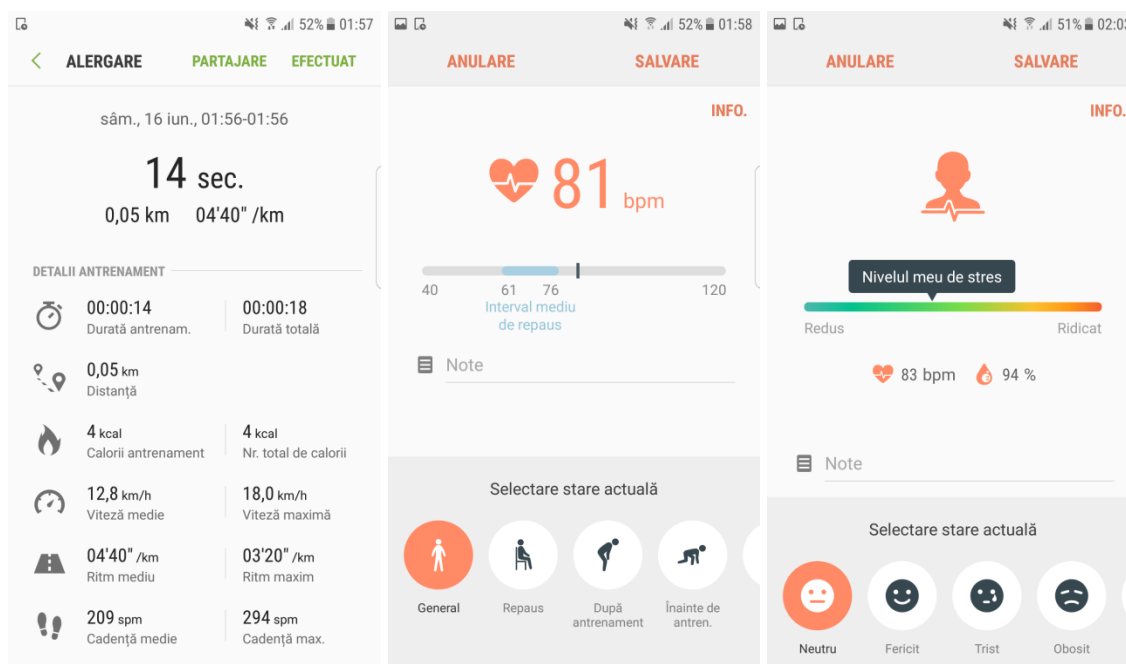 52% 01:57
ALERGARE PARTAJARE EFECTUAT
sâm., 16 iun., 01:56-01:56
14 sec.
0,05 km 04'40" /km
DETALII ANTRENAMENT
00:00:14 00:00:18
Durată antrenam. Durată totală
0,05 km
Distanță
4 kcal 4 kcal
Calorii antrenament Nr. total de calorii
12,8 km/h 18,0 km/h
Viteză medie Viteză maximă
04'40" /km 03'20" /km
Ritm mediu Ritm maxim
209 spm 294 spm
Cadență medie Cadență max.
52% 01:58
ANULARE SALVARE
INFO.
81 bpm
40 61 76 120
Interval mediu
de repaus
Note
Selectare stare actuală
General Repaus După antrenament Înainte de antren.
51% 02:03
ANULARE SALVARE
INFO.
Nivelul meu de stres
Redus Ridicat
83 bpm 94 %
Note
Selectare stare actuală
Neutru Fericit Trist Obosit